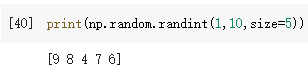 [40] print(np.random.randint(1,10,size=5))
[9 8 4 7 6]